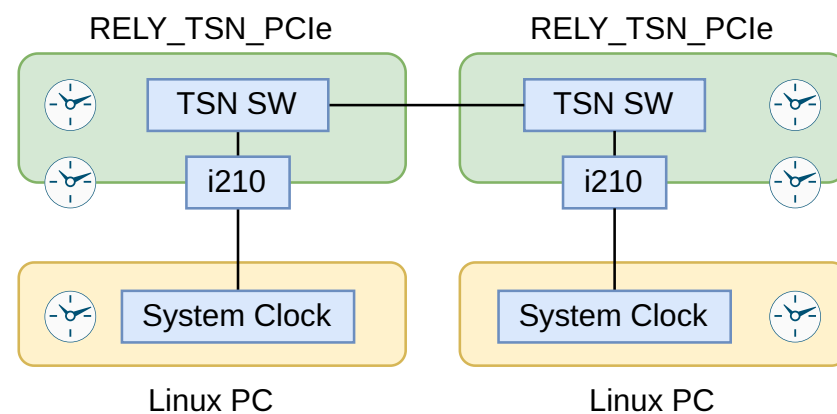 RELY_TSN_PCIe
RELY_TSN_PCIe
TSN SW
TSN SW
i210
i210
System Clock
System Clock
Linux PC
Linux PC